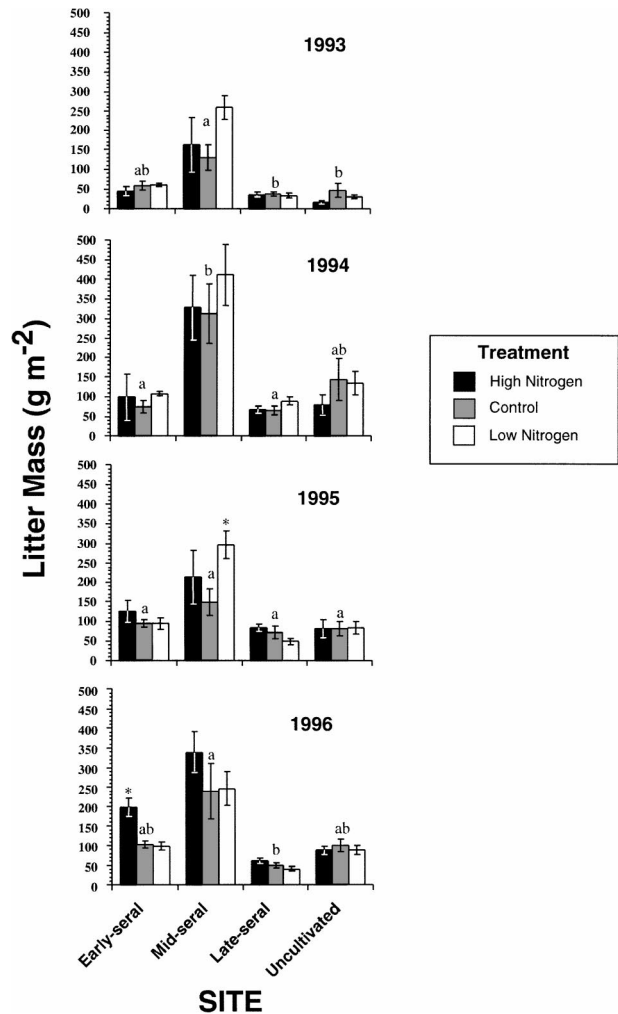 Litter Mass (g m-2)
1993
500
450
400
350
300
250
200
150
100
50
0
ab
a
b
b
1994
500
450
400
350
300
250
200
150
100
50
0
a
b
a
ab
Treatment
High Nitrogen
Control
Low Nitrogen
1995
500
450
400
350
300
250
200
150
100
50
0
a
a
*
a
a
1996
500
450
400
350
300
250
200
150
100
50
0
*
ab
a
b
ab
Early-seral
Mid-seral
Late-seral
Uncultivated
SITE